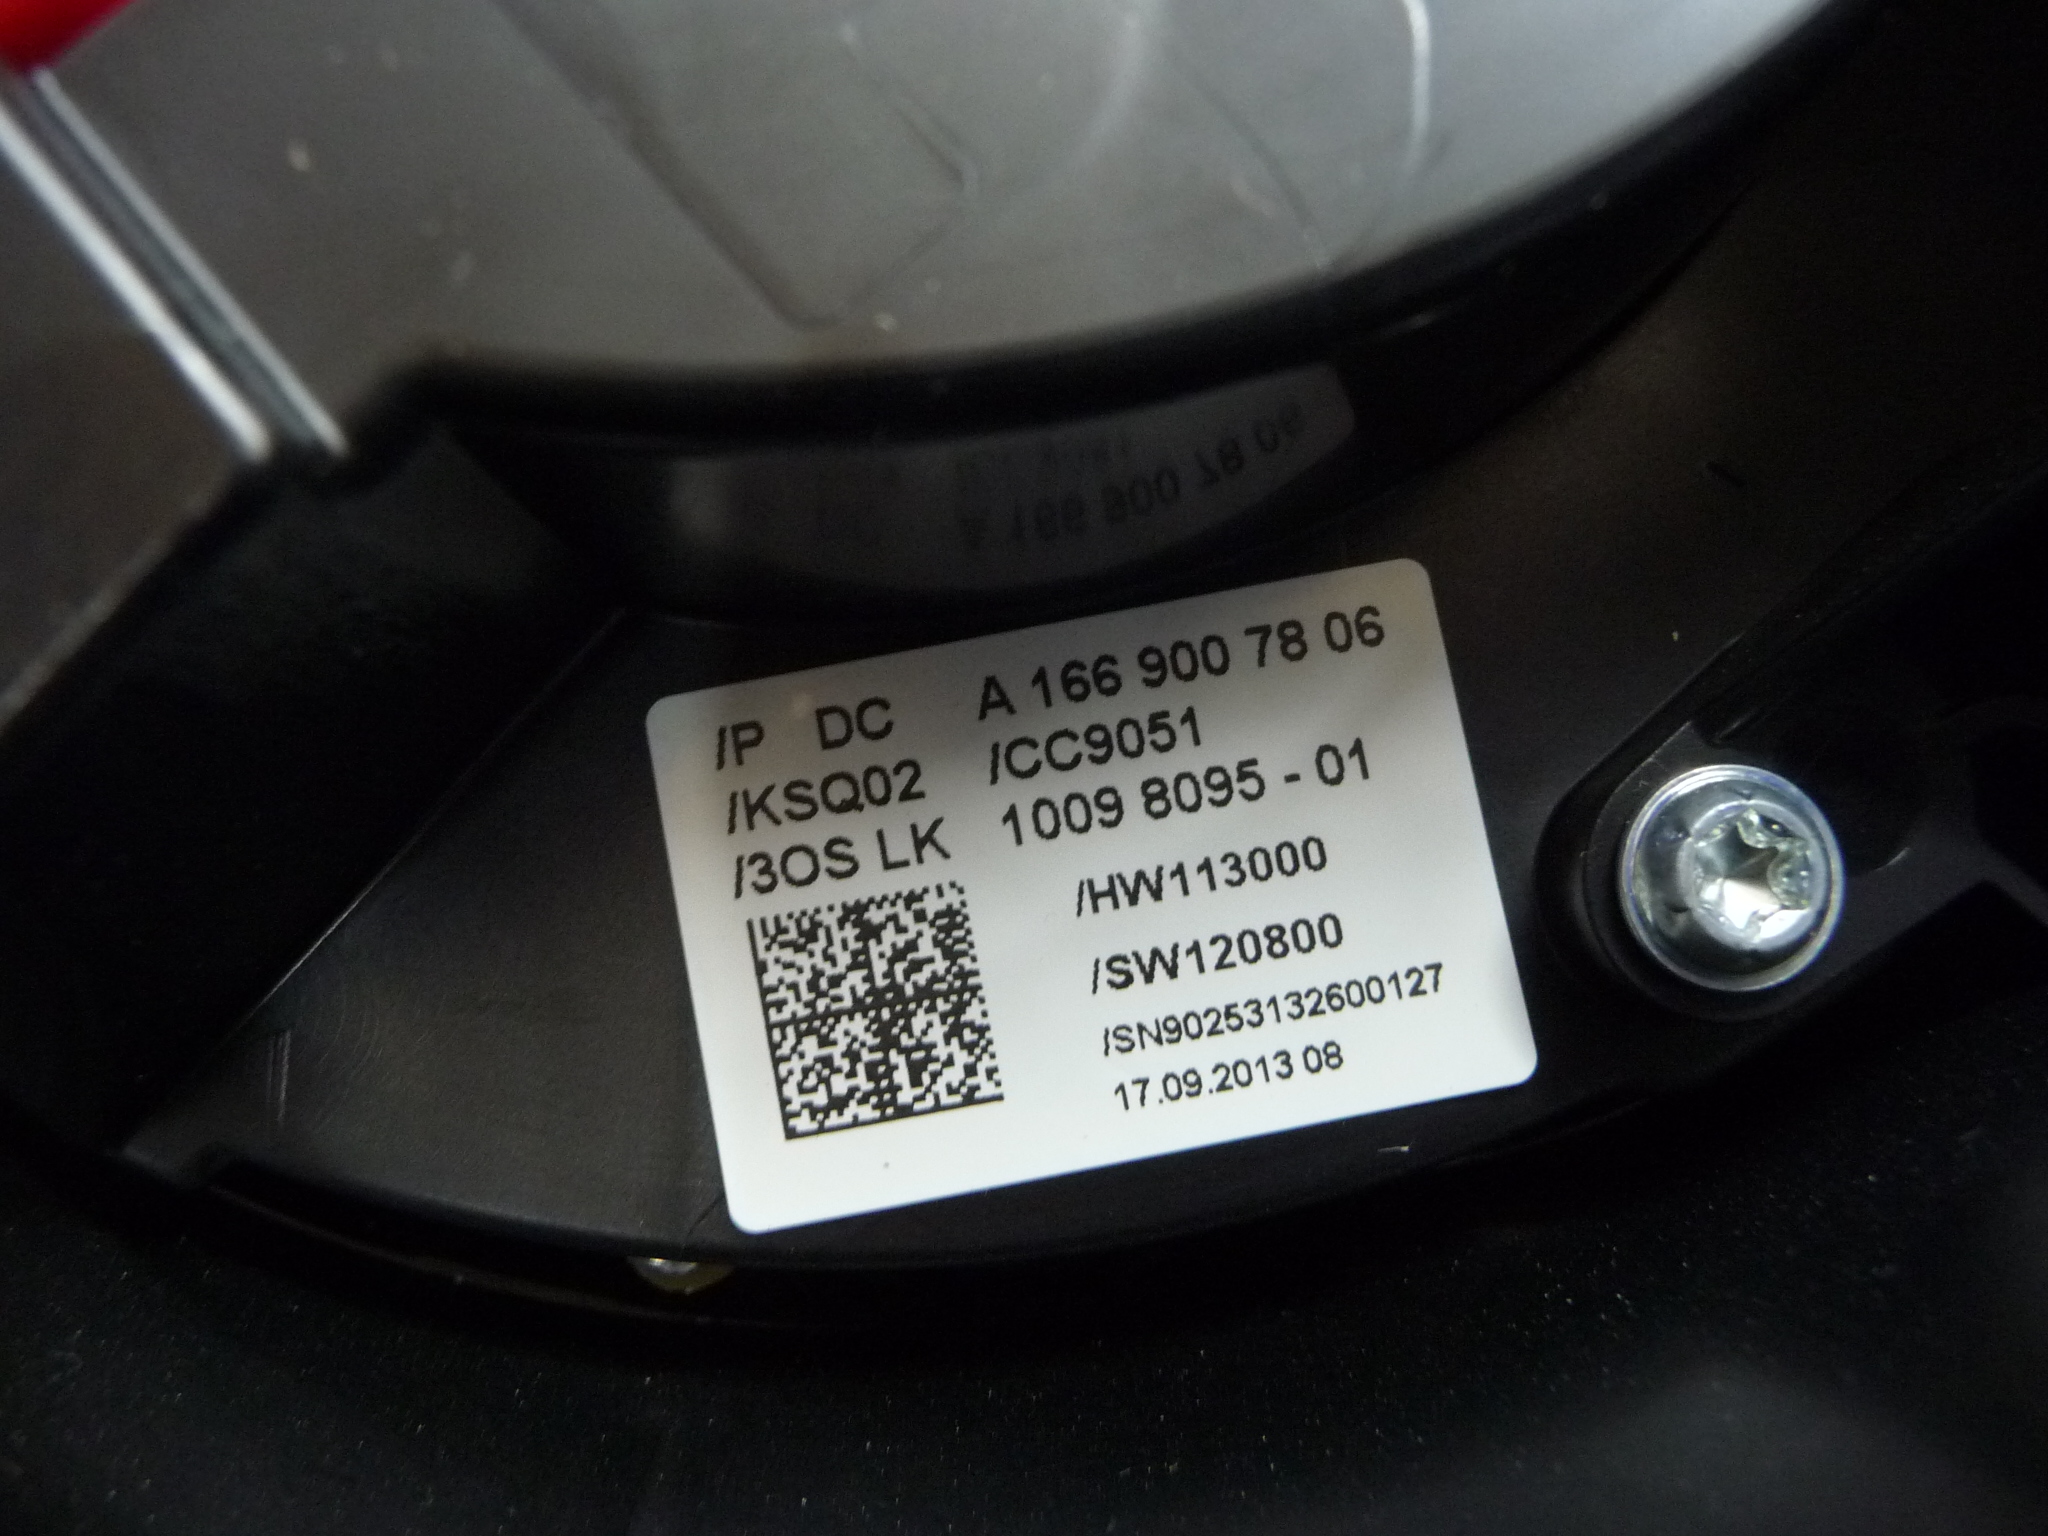 /P DC A 166 900 78 06
/KSQ02 /CC9051
/3OS LK 1009 8095 - 01
/HW113000
/SW120800
/SN90253132600127
17.09.2013 08